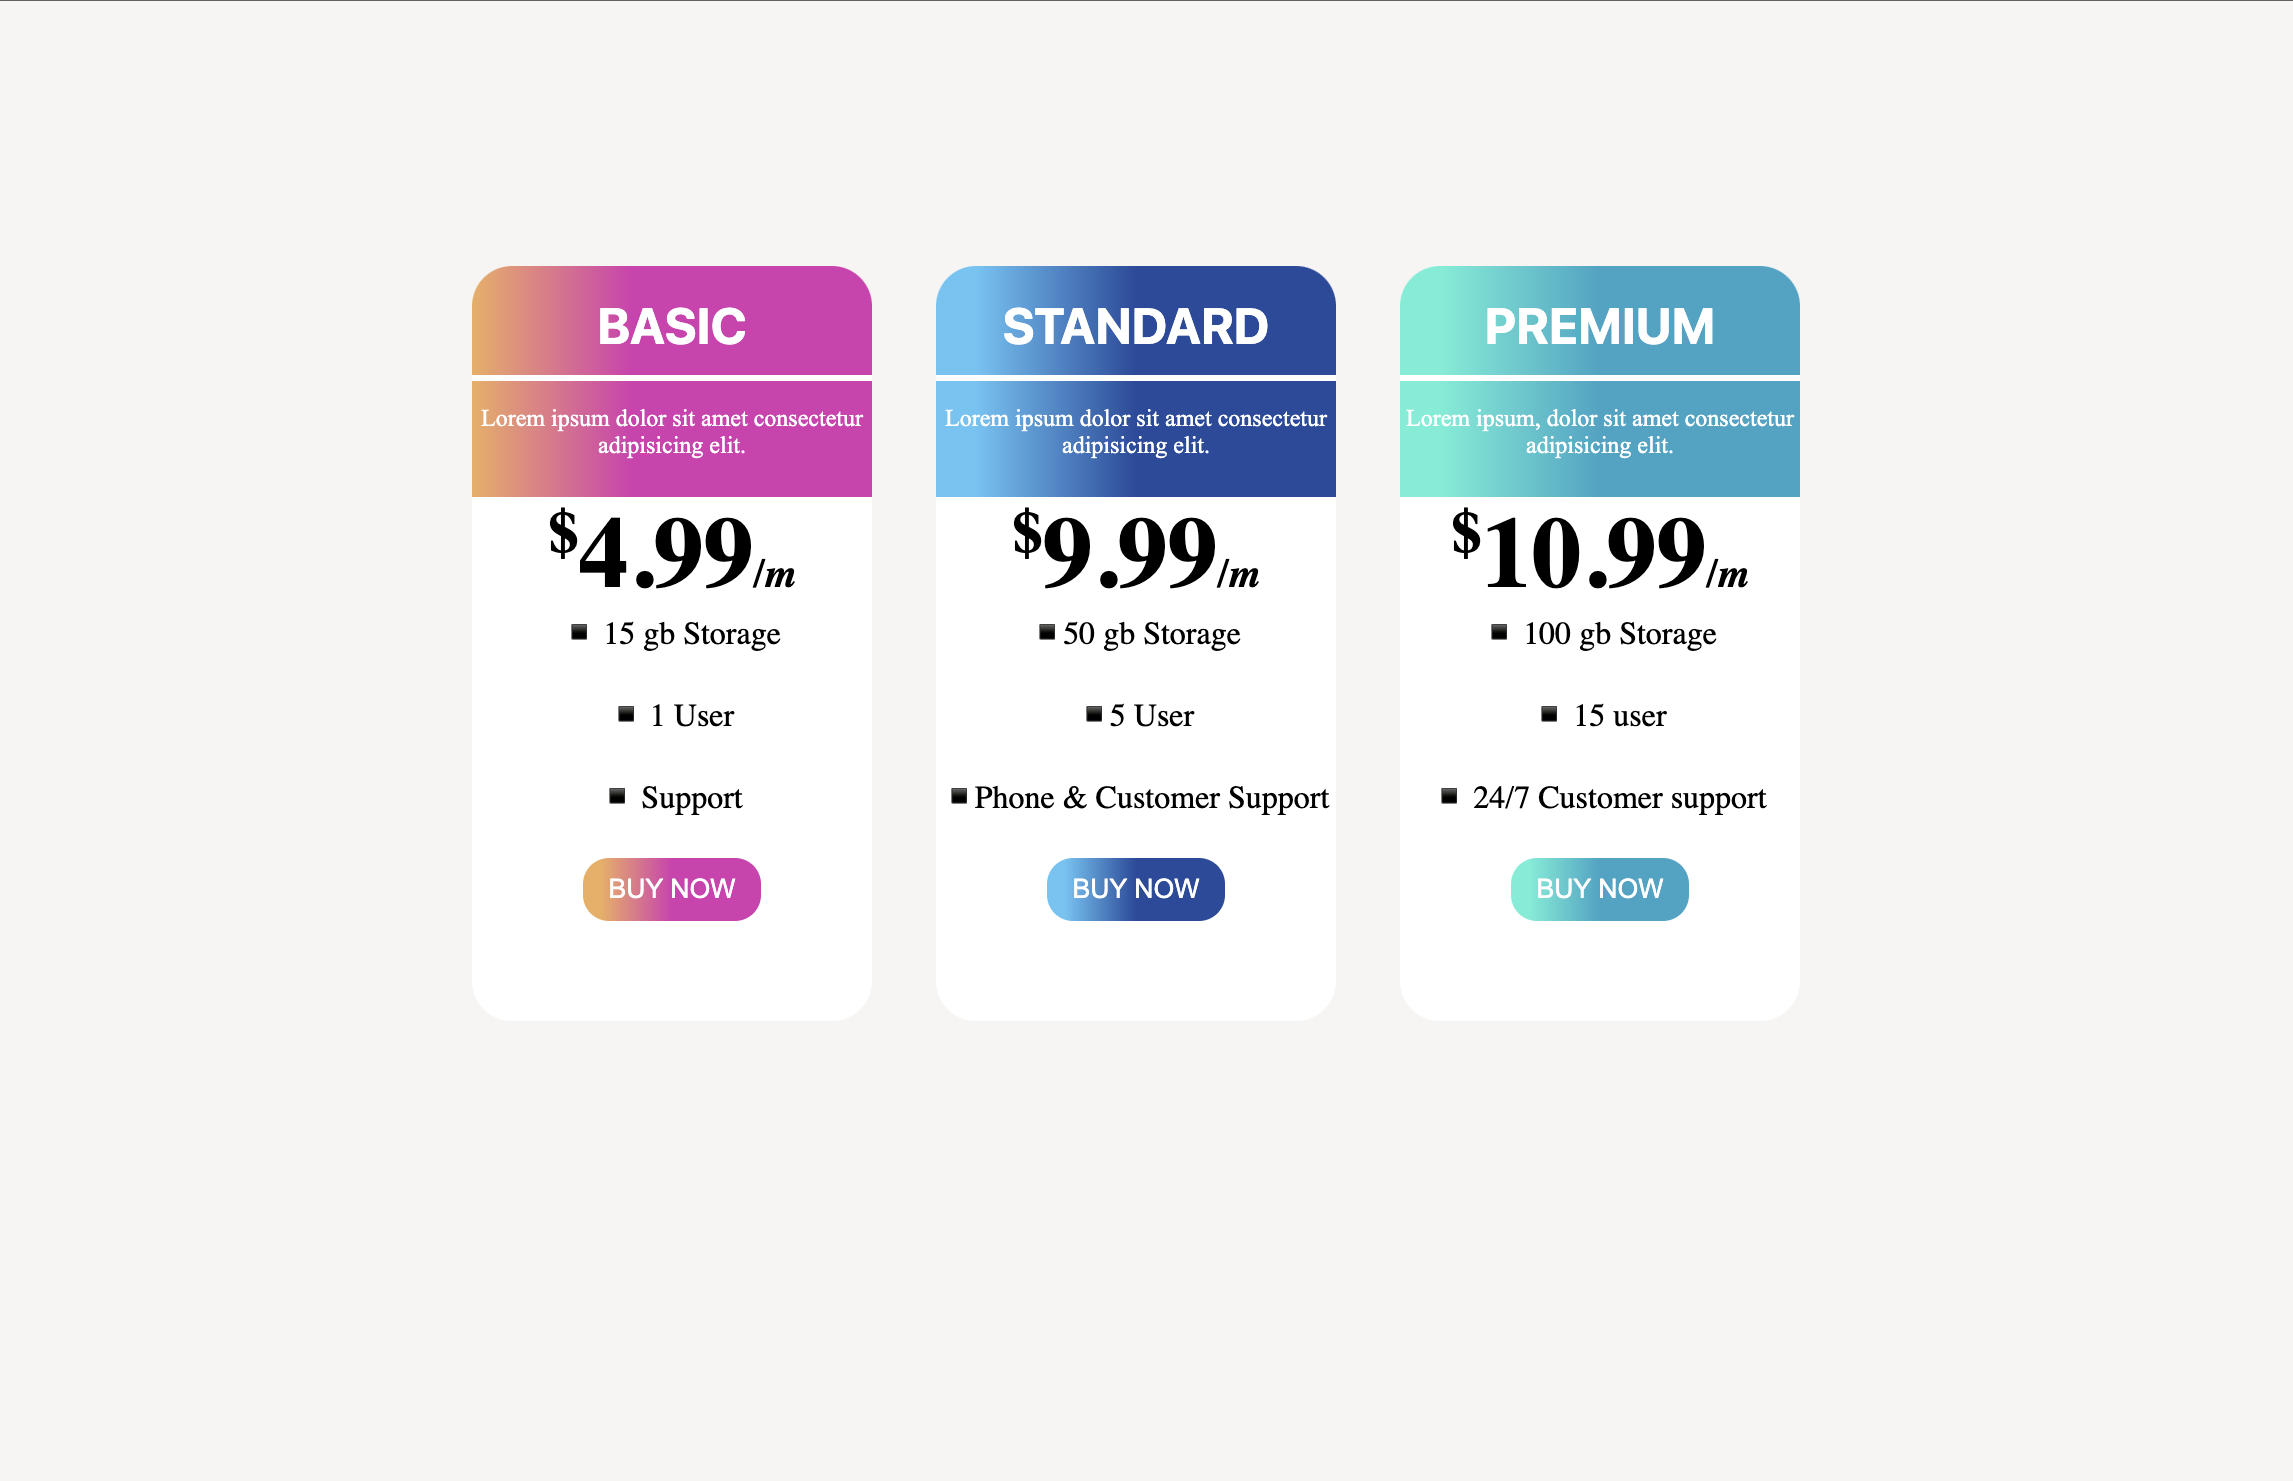 BASIC
Lorem ipsum dolor sit amet consectetur
adipisicing elit.
$4.99/m
▪ 15 gb Storage
▪ 1 User
▪ Support
BUY NOW
STANDARD
Lorem ipsum dolor sit amet consectetur
adipisicing elit.
$9.99/m
▪ 50 gb Storage
▪ 5 User
▪ Phone & Customer Support
BUY NOW
PREMIUM
Lorem ipsum, dolor sit amet consectetur
adipisicing elit.
$10.99/m
▪ 100 gb Storage
▪ 15 user
▪ 24/7 Customer support
BUY NOW